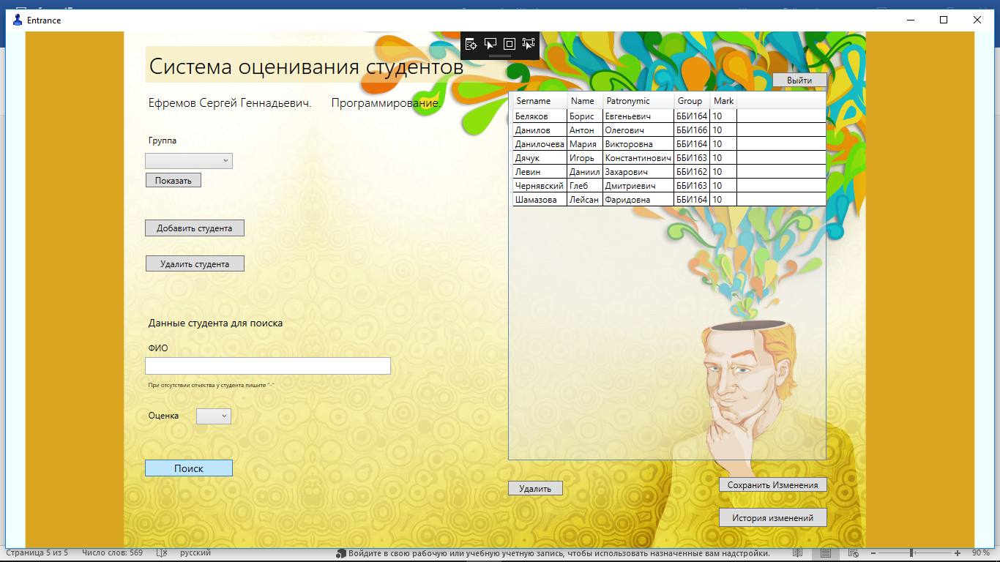 Entrance
Система оценивания студентов
Выйти
Ефремов Сергей Геннадьевич. Программирование.
Группа
Показать
Добавить студента
Удалить студента
Данные студента для поиска
ФИО
При отсутствии отчества у студента пишите "-"
Оценка
Поиск
Sername Name Patronymic Group Mark
Беляков Борис Евгеньевич ББИ164 10
Данилов Антон Олегович ББИ166 10
Данилочева Мария Викторовна ББИ164 10
Дячук Игорь Константинович ББИ163 10
Левин Даниил Захарович ББИ162 10
Чернявский Глеб Дмитриевич ББИ163 10
Шамазова Лейсан Фаридовна ББИ164 10
Удалить
Сохранить Изменения
История изменений
Страница 5 из 5 Число слов: 569 русский Войдите в свою рабочую или учебную учетную запись, чтобы использовать назначенные вам надстройки. 90 %